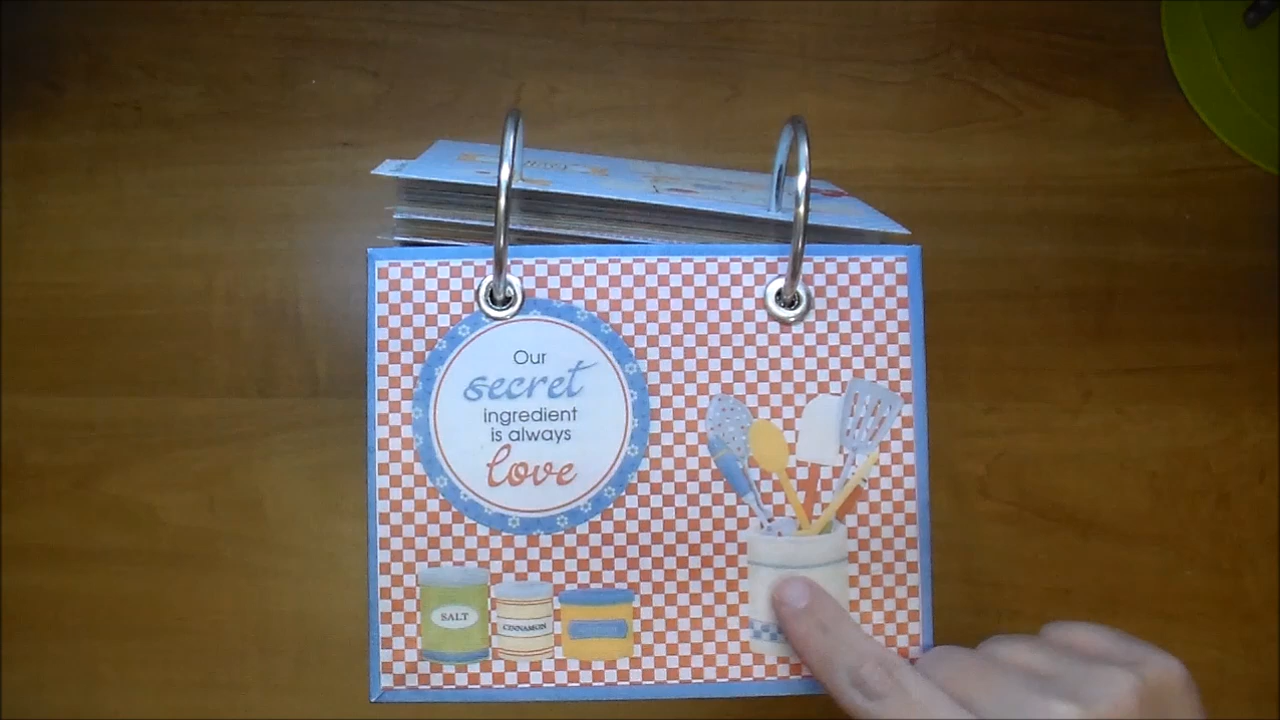 Our
secret
ingredient
is always
love
SALT
CINNAMON